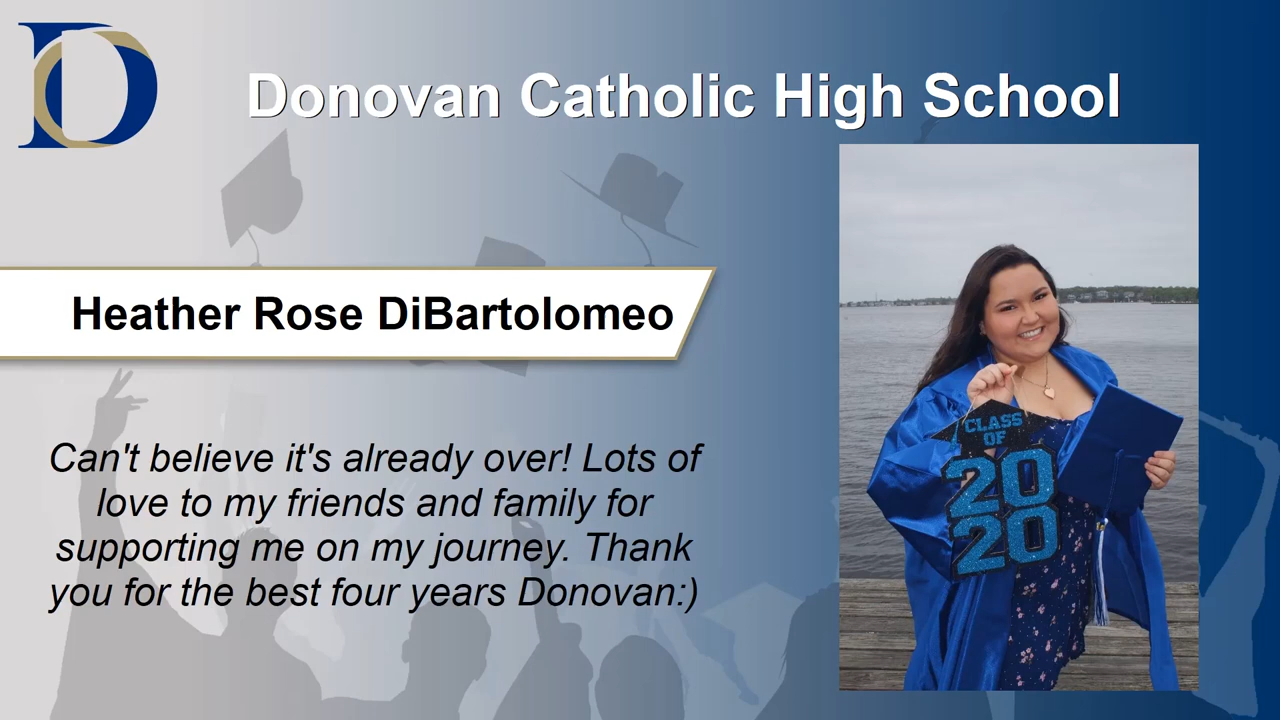 Donovan Catholic High School
Heather Rose DiBartolomeo
Can't believe it's already over! Lots of
love to my friends and family for
supporting me on my journey. Thank
you for the best four years Donovan:)
CLASS
OF
20
20